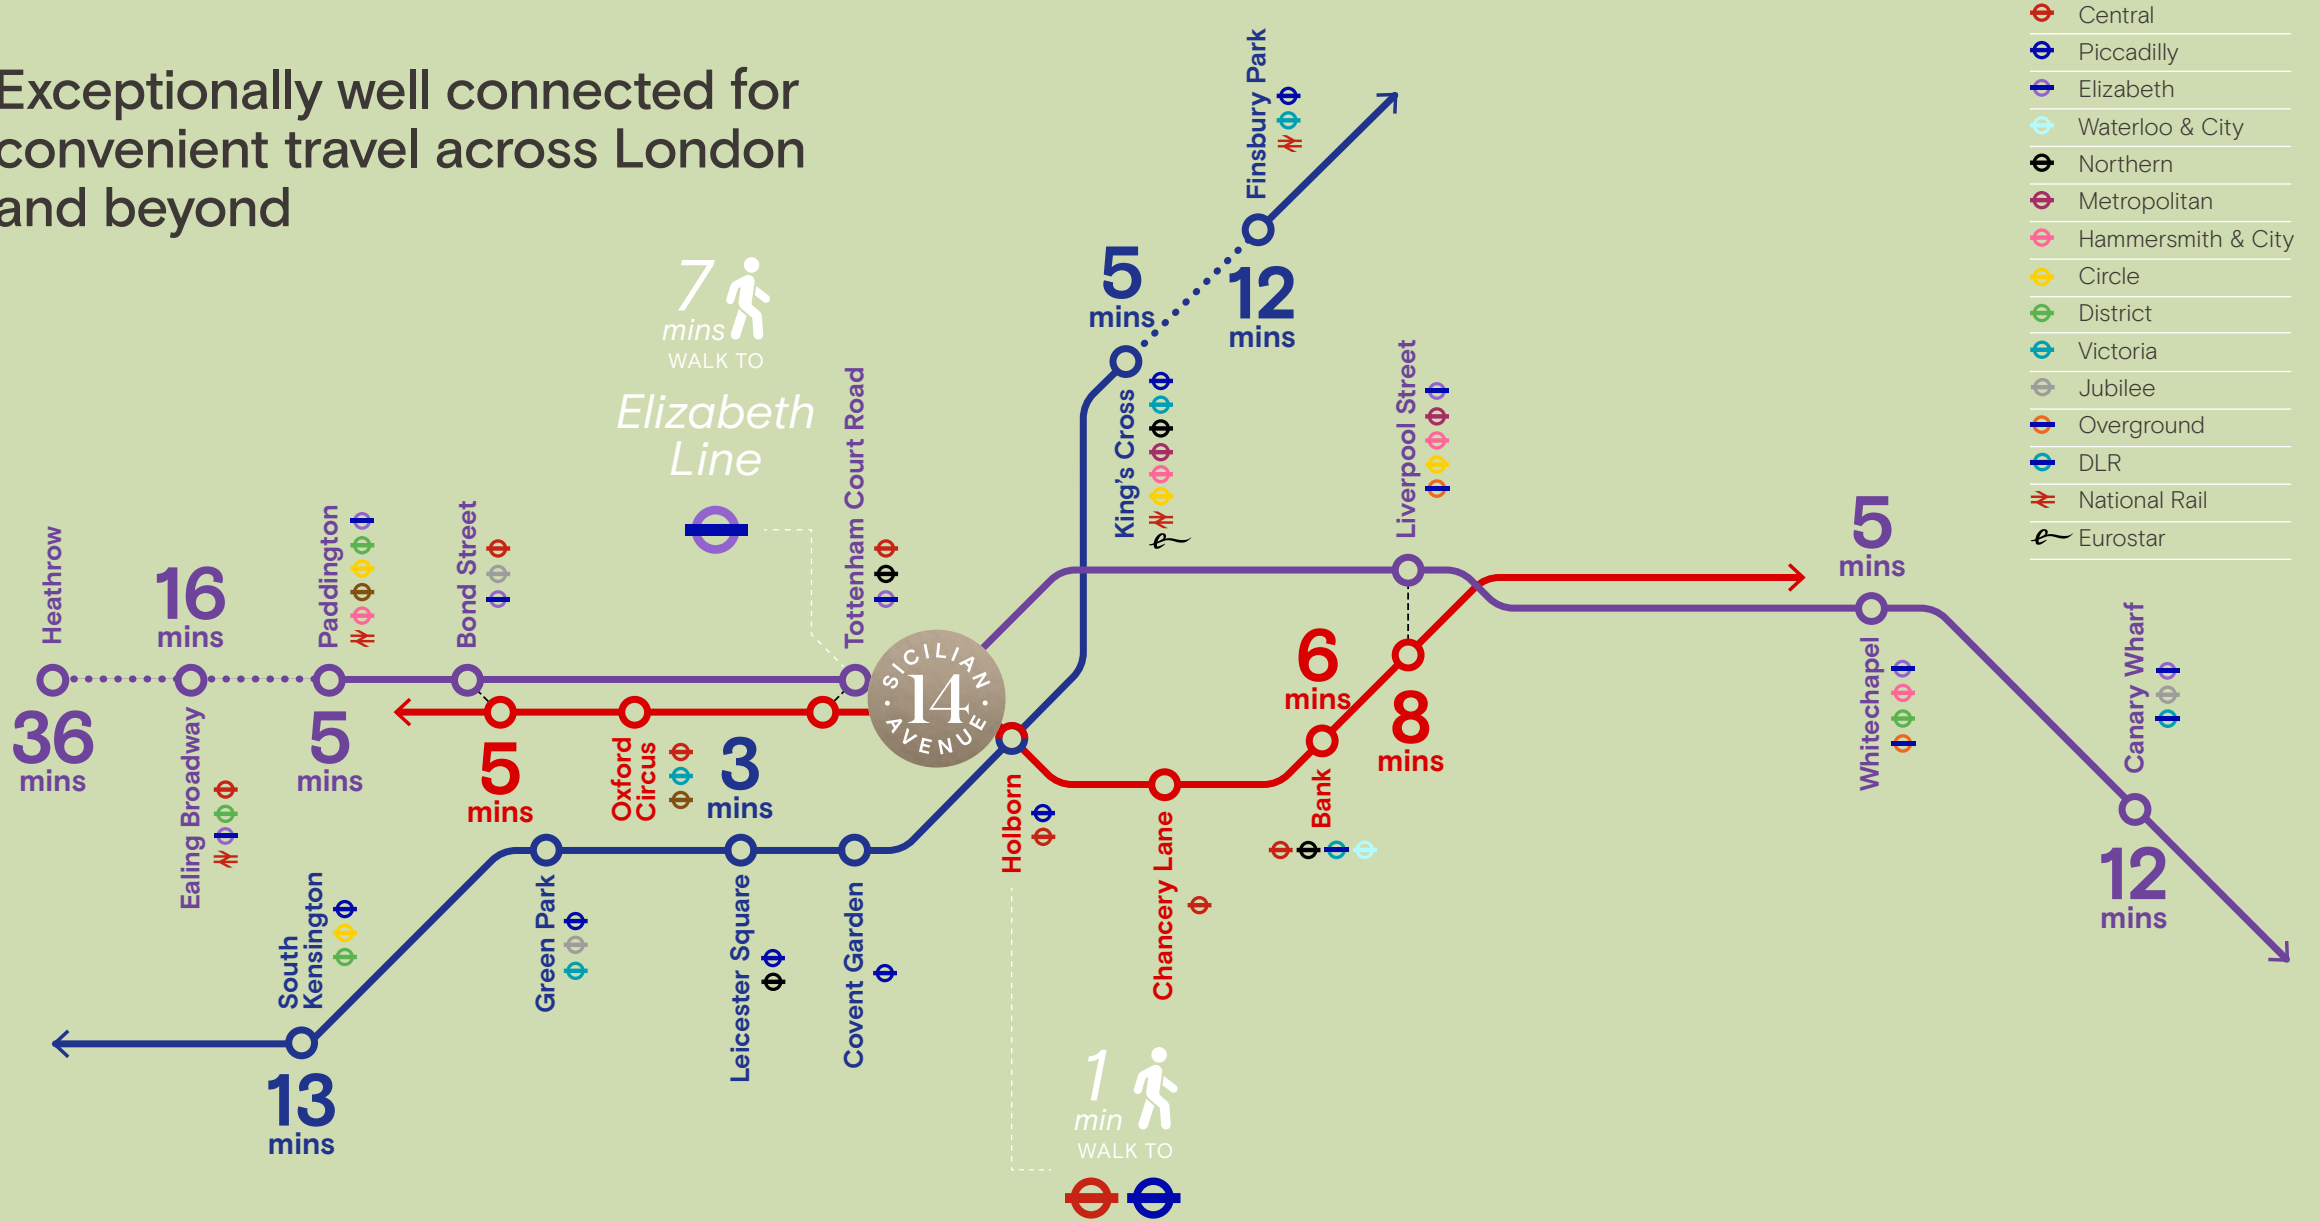 Exceptionally well connected for
convenient travel across London
and beyond
Central
Piccadilly
Elizabeth
Waterloo & City
Northern
Metropolitan
Hammersmith & City
Circle
District
Victoria
Jubilee
Overground
DLR
National Rail
Eurostar
7
mins
WALK TO
Elizabeth
Line
Finsbury Park
12
mins
5
mins
King's Cross
Liverpool Street
Heathrow
36
mins
16
mins
Ealing Broadway
Paddington
5
mins
Bond Street
5
mins
Oxford
Circus
Tottenham Court Road
SICILIAN
14
AVENUE
3
mins
South
Kensington
13
mins
Green Park
Leicester Square
Covent Garden
Holborn
Chancery Lane
6
mins
Bank
8
mins
5
mins
Whitechapel
Canary Wharf
12
mins
1
min
WALK TO